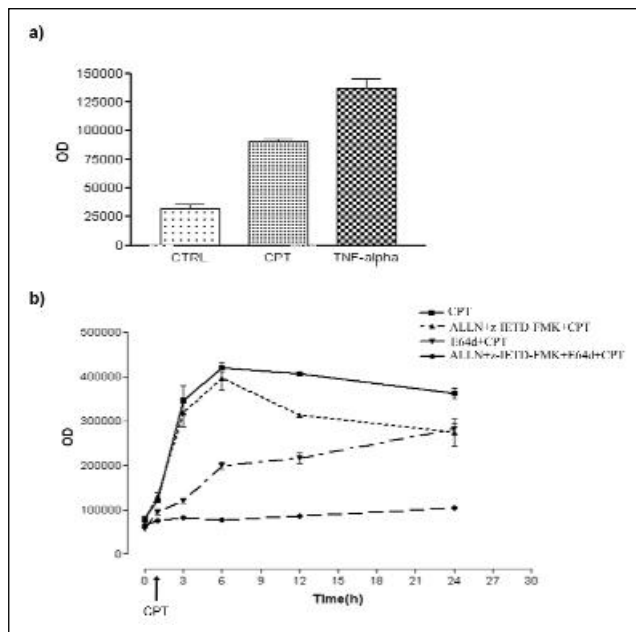 a)
150000
125000
100000
75000
50000
25000
0
OD
CTRL CPT TNF-alpha
b)
CPT
ALLN+z-IETD-FMK+CPT
E64d+CPT
ALLN+z-IETD-FMK+E64d+CPT
500000
400000
300000
200000
100000
0
OD
0 3 6 9 12 15 18 21 24 27 30
Time(h)
CPT